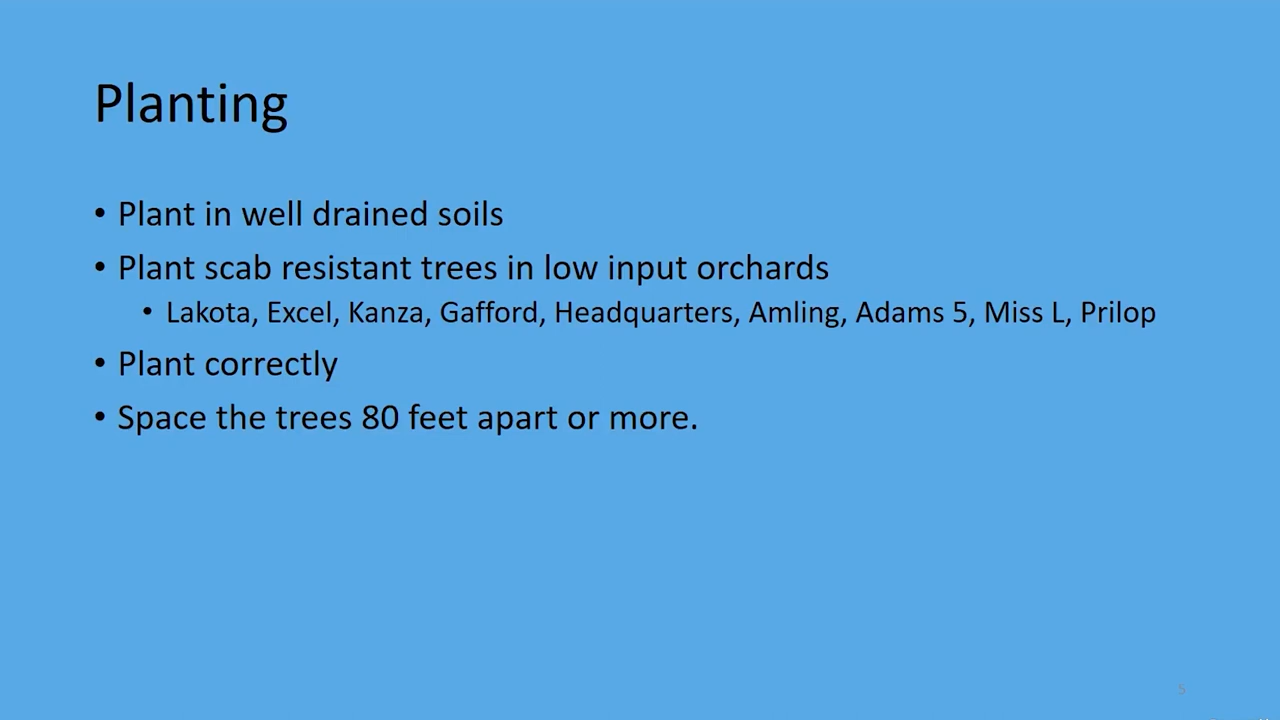 Planting
• Plant in well drained soils
• Plant scab resistant trees in low input orchards
• Lakota, Excel, Kanza, Gafford, Headquarters, Amling, Adams 5, Miss L, Prilop
• Plant correctly
• Space the trees 80 feet apart or more.
5